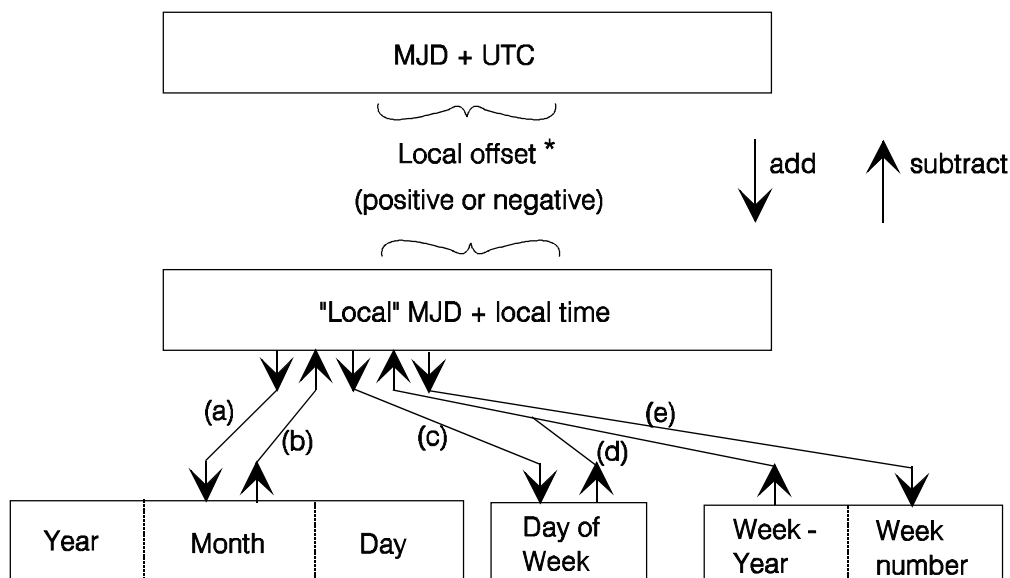 MJD + UTC
Local offset *
(positive or negative)
add
subtract
"Local" MJD + local time
(a)
(b)
(c)
(d)
(e)
Year
Month
Day
Day of
Week
Week -
Year
Week
number